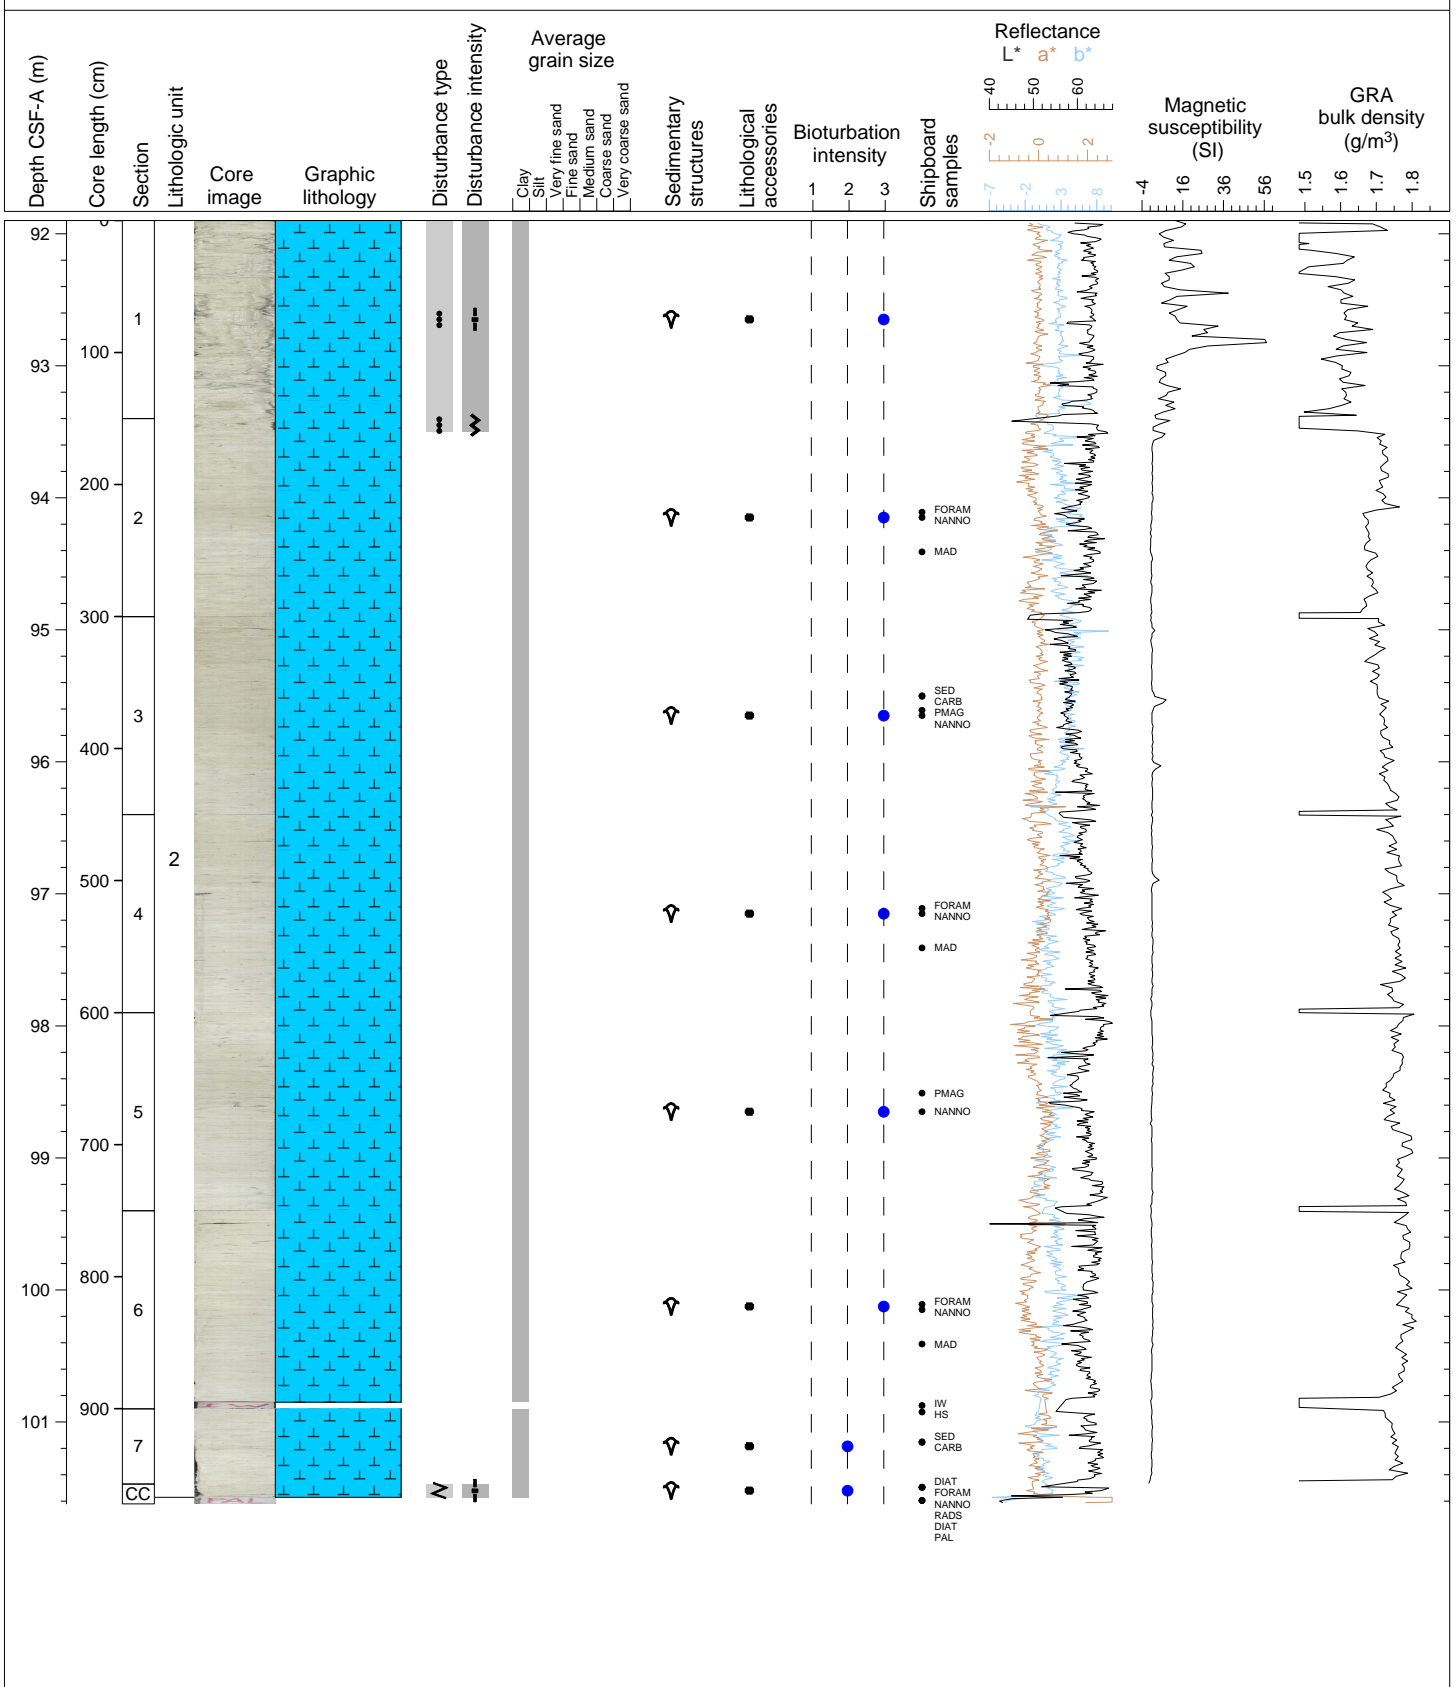 Depth CSF-A (m)
Core length (cm)
Section
Lithologic unit
Core image
Graphic lithology
Disturbance type
Disturbance intensity
Average grain size
Clay
Silt
Very fine sand
Fine sand
Medium sand
Coarse sand
Very coarse sand
Sedimentary structures
Lithological accessories
Bioturbation intensity
1 2 3
Shipboard samples
Reflectance
L* a* b*
40 50 60
-2 0 2
-7 -2 3 8
Magnetic susceptibility (SI)
-4 16 36 56
GRA bulk density (g/m3)
1.5 1.6 1.7 1.8
0
92
1
100
93
200
94
2
FORAM
NANNO
MAD
300
95
3
SED
CARB
PMAG
NANNO
400
96
2
500
97
4
FORAM
NANNO
MAD
600
98
5
PMAG
NANNO
700
99
800
100
6
FORAM
NANNO
MAD
900
101
IW
HS
7
SED
CARB
CC
PAL
DIAT
FORAM
NANNO
RADS
DIAT
PAL